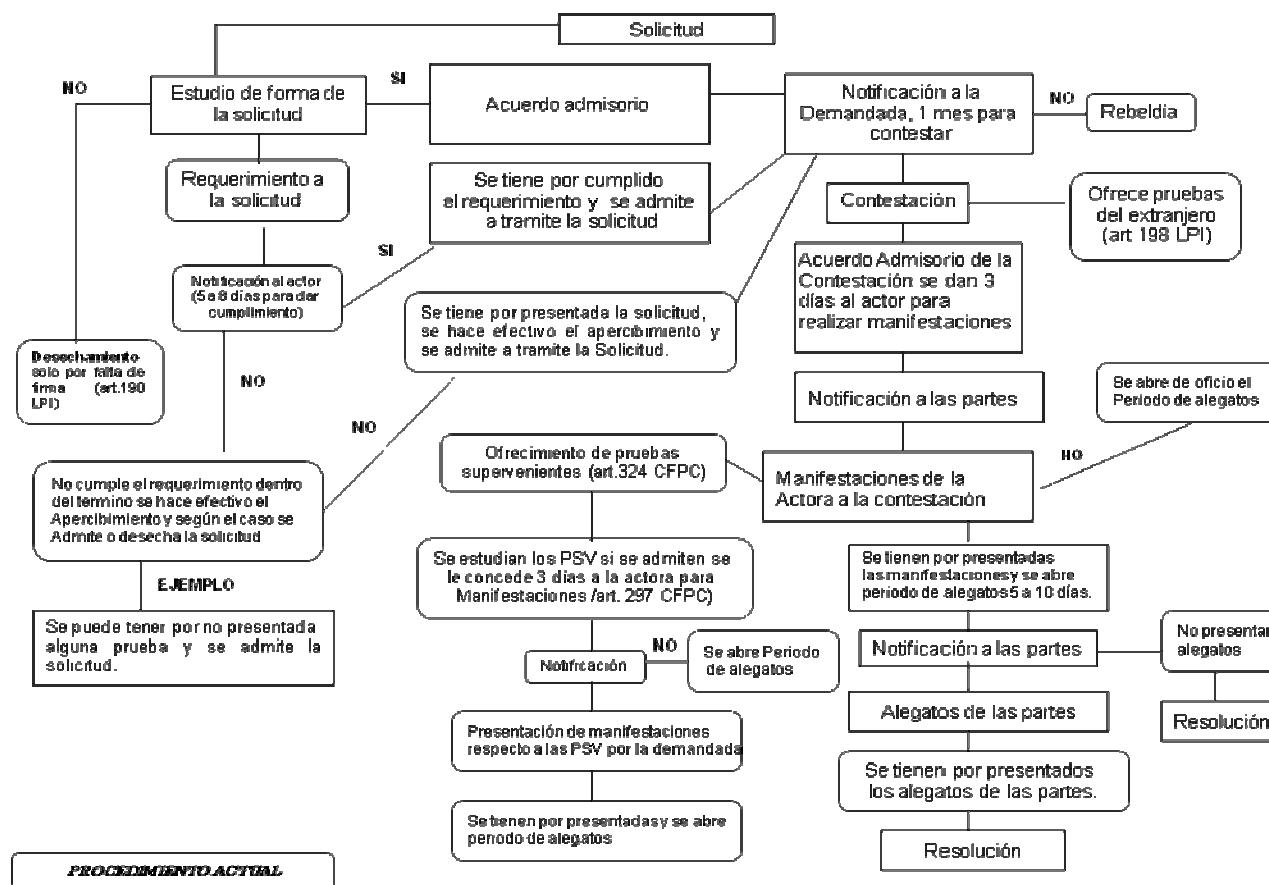 Solicitud
NO
Estudio de forma de
la solicitud
SI
Acuerdo admisorio
Notificación a la
Demandada, 1 mes para
contestar
NO
Rebeldía
Requerimiento a
la solicitud
Se tiene por cumplido
el requerimiento y se admite
a tramite la solicitud
Contestación
Ofrece pruebas
del extranjero
(art 198 LPI)
SI
Notificación al actor
(5 a 8 días para dar
cumplimiento)
Acuerdo Admisorio de la
Contestación se dan 3
días al actor para
realizar manifestaciones
Se tiene por presentada la solicitud,
se hace efectivo el apercibimiento y
se admite a tramite la Solicitud.
Desechamiento
solo por falta de
firma (art.190
LPI)
NO
NO
Notificación a las partes
Se abre de oficio el
Periodo de alegatos
Ofrecimiento de pruebas
supervenientes (art.324 CFPC)
NO
Manifestaciones de la
Actora a la contestación
No cumple el requerimiento dentro
del termino se hace efectivo el
Apercibimiento y según el caso se
Admite o desecha la solicitud
EJEMPLO
Se puede tener por no presentada
alguna prueba y se admite la
solicitud.
Se estudian los PSV si se admiten se
le concede 3 días a la actora para
Manifestaciones /art. 297 CFPC)
Se tienen por presentadas
las manifestaciones y se abre
periodo de alegatos 5 a 10 días.
Notificación
NO
Se abre Periodo
de alegatos
Notificación a las partes
No presentan
alegatos
Resolución
Presentación de manifestaciones
respecto a las PSV por la demandada
Alegatos de las partes
Se tienen por presentados
los alegatos de las partes.
Se tienen por presentadas y se abre
periodo de alegatos
Resolución
PROCEDIMIENTO ACTUAL